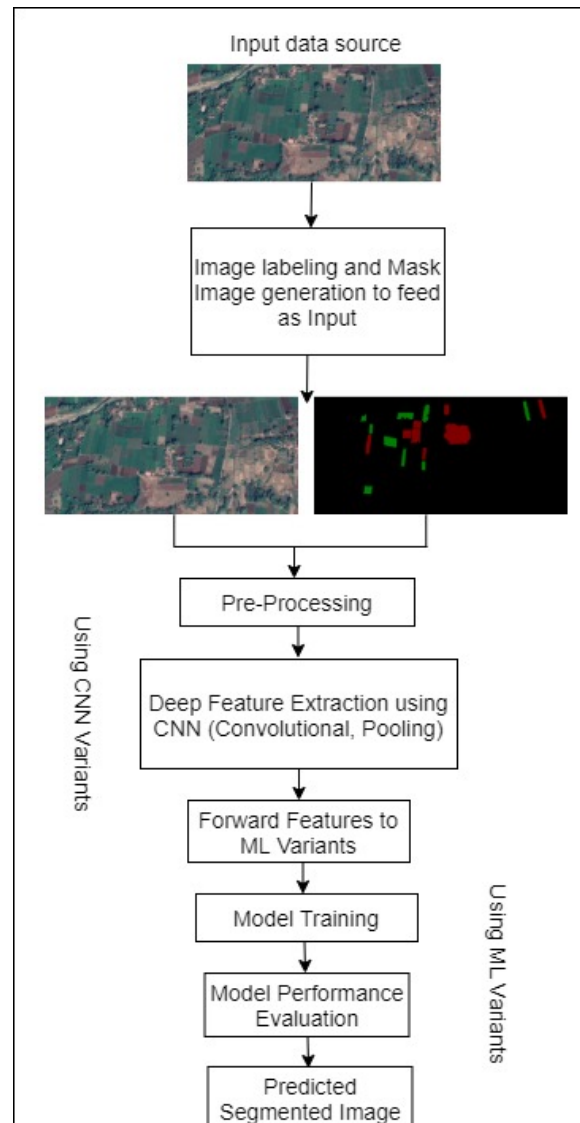 Input data source
Image labeling and Mask
Image generation to feed
as Input
Pre-Processing
Using CNN Variants
Deep Feature Extraction using
CNN (Convolutional, Pooling)
Forward Features to
ML Variants
Model Training
Using ML Variants
Model Performance
Evaluation
Predicted
Segmented Image